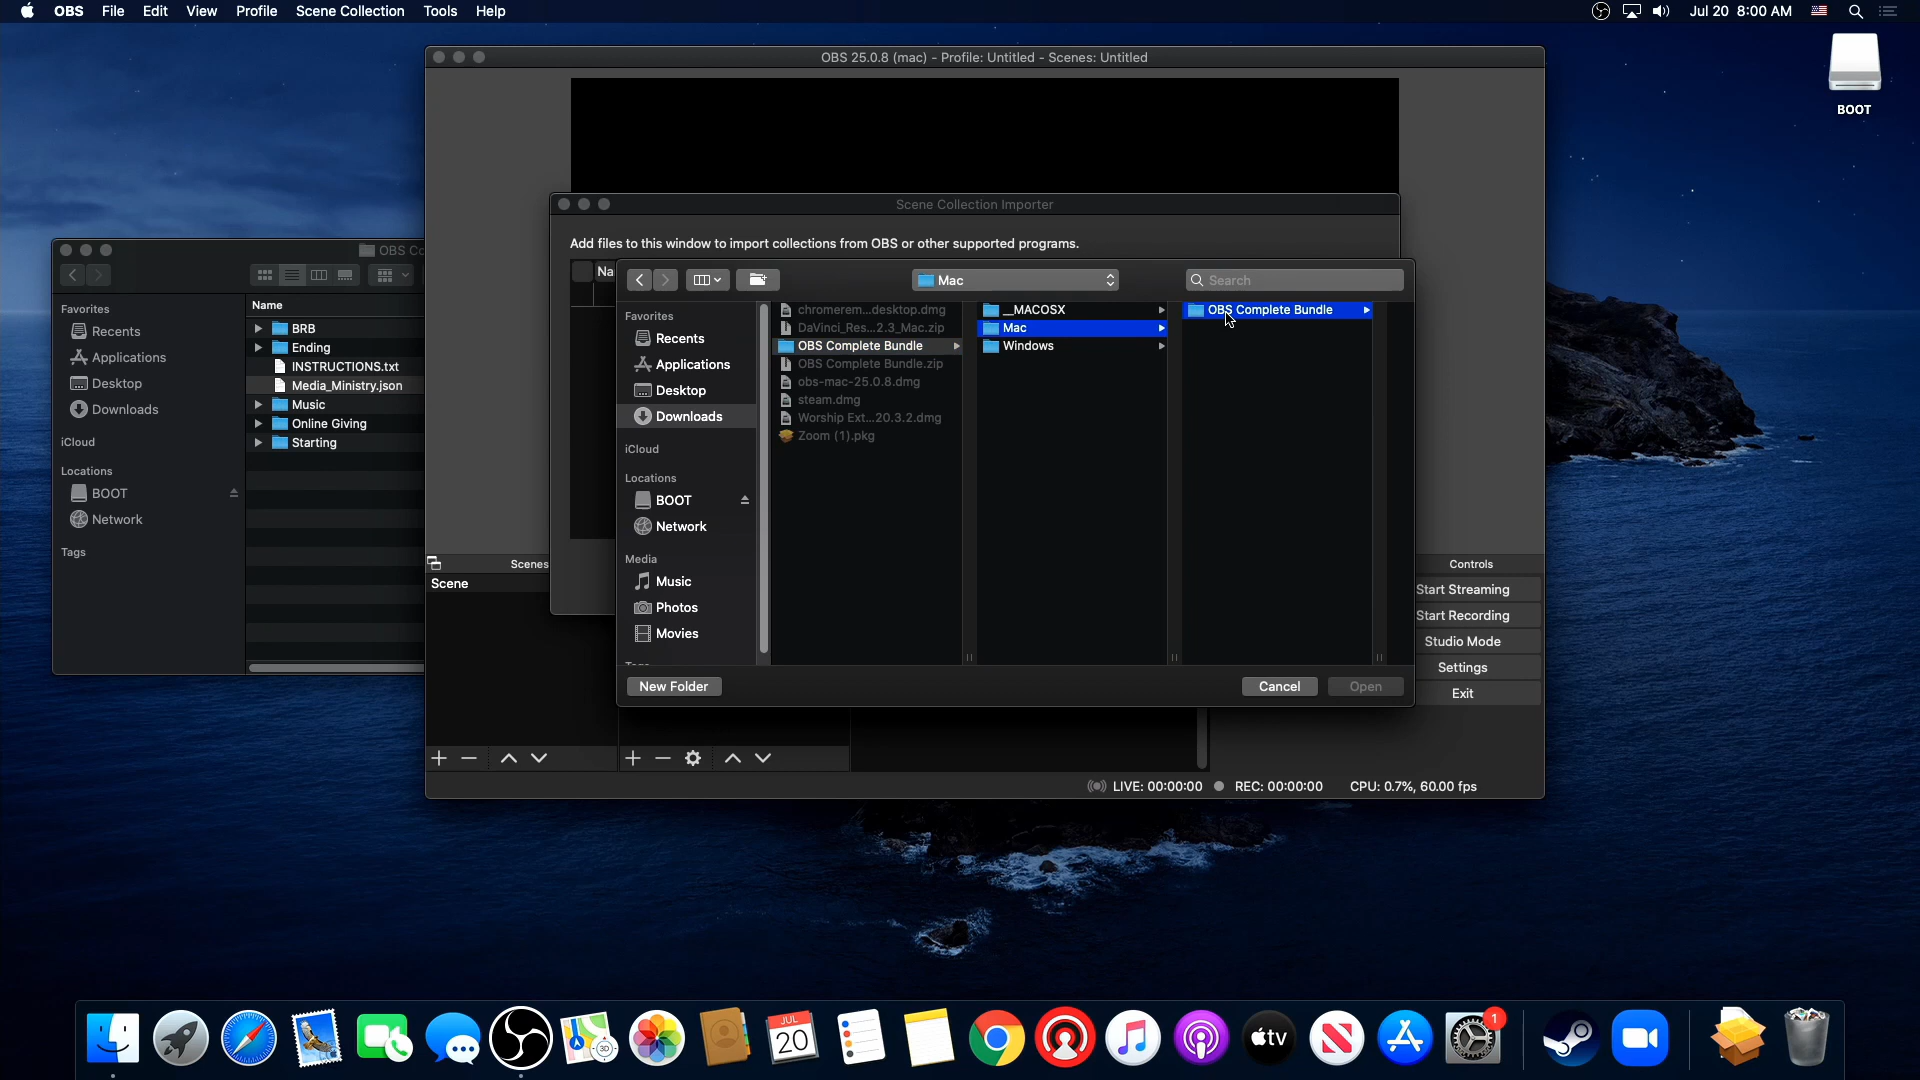 OBS File Edit View Profile Scene Collection Tools Help
Jul 20 8:00 AM
BOOT
OBS 25.0.8 (mac) - Profile: Untitled - Scenes: Untitled
Scene Collection Importer
Add files to this window to import collections from OBS or other supported programs.
Na
OBS Co
Favorites
Recents
Applications
Desktop
Downloads
iCloud
Locations
BOOT
Network
Tags
Name
BRB
Ending
INSTRUCTIONS.txt
Media_Ministry.json
Music
Online Giving
Starting
Mac
Search
Favorites
Recents
Applications
Desktop
Downloads
iCloud
Locations
BOOT
Network
Media
Music
Photos
Movies
chromerem...desktop.dmg
DaVinci_Res...2.3_Mac.zip
OBS Complete Bundle
OBS Complete Bundle.zip
obs-mac-25.0.8.dmg
steam.dmg
Worship Ext...20.3.2.dmg
Zoom (1).pkg
__MACOSX
Mac
Windows
OBS Complete Bundle
New Folder
Cancel
Open
Scenes
Scene
Controls
Start Streaming
Start Recording
Studio Mode
Settings
Exit
LIVE: 00:00:00
REC: 00:00:00
CPU: 0.7%, 60.00 fps
3D
JUL
20
tv
1